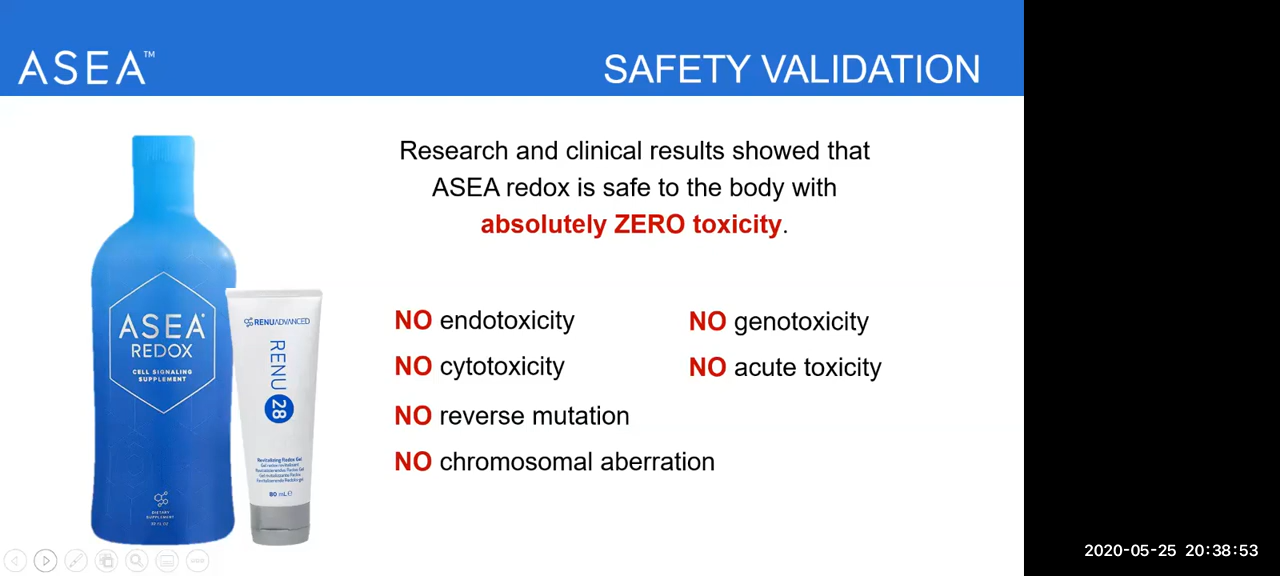 ASEA™
SAFETY VALIDATION
Research and clinical results showed that
ASEA redox is safe to the body with
absolutely ZERO toxicity.
NO endotoxicity
NO genotoxicity
NO cytotoxicity
NO acute toxicity
NO reverse mutation
NO chromosomal aberration
ASEA
REDOX
CELL SIGNALING
SUPPLEMENT
DIETARY
SUPPLEMENT
RENUADVANCED
RENU
28
Revitalizing Redox Gel
80 mL
2020-05-25 20:38:53